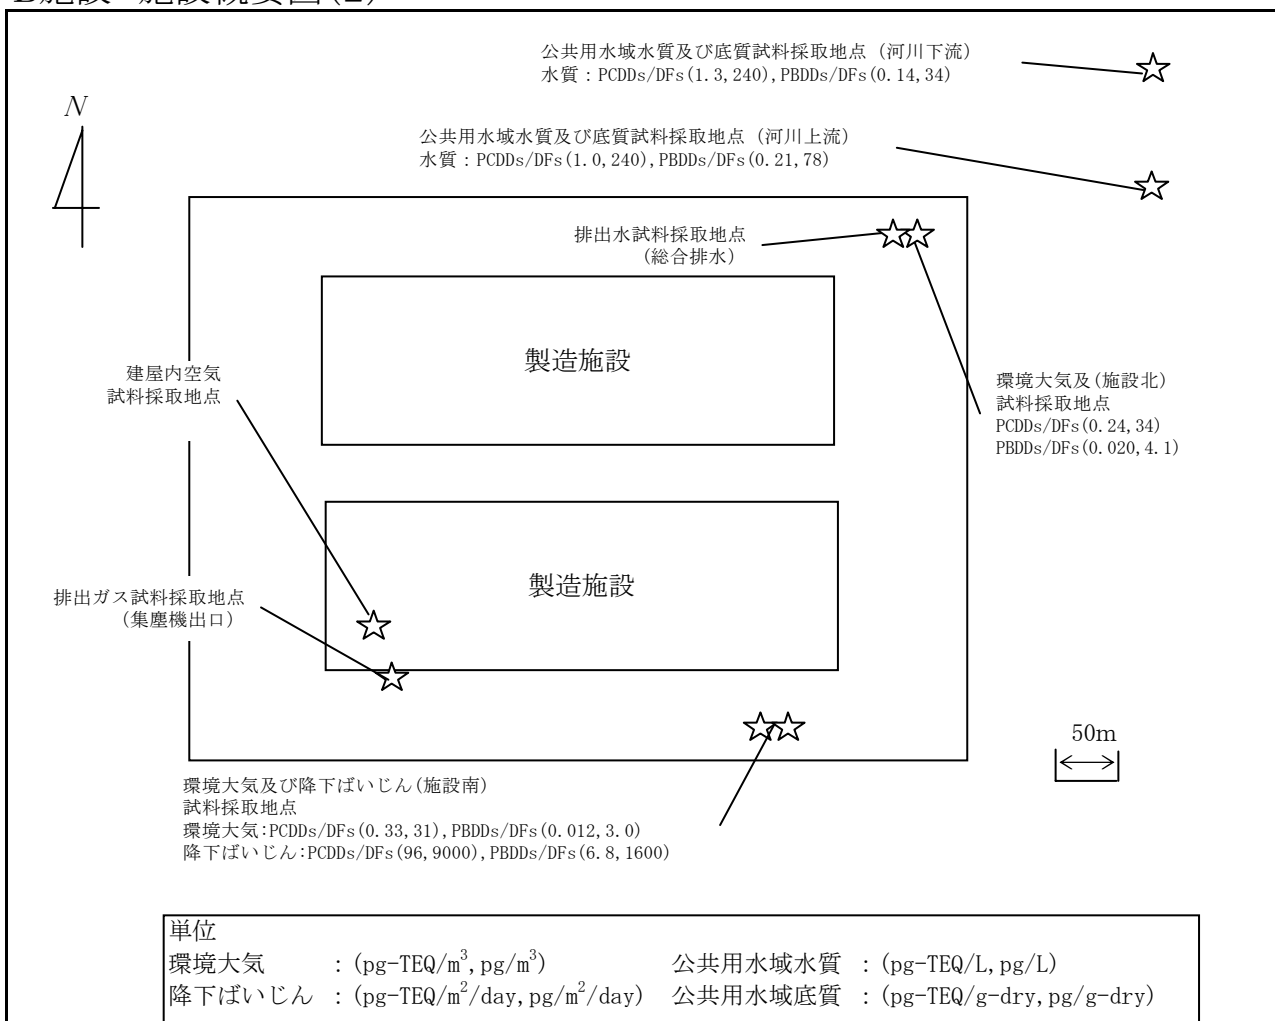 公共用水域水質及び底質試料採取地点 (河川下流)
水質：PCDDs/DFs(1.3,240),PBDDs/DFs(0.14,34)
N
公共用水域水質及び底質試料採取地点 (河川上流)
水質：PCDDs/DFs(1.0,240),PBDDs/DFs(0.21,78)
排出水試料採取地点
(総合排水)
製造施設
建屋内空気
試料採取地点
環境大気及(施設北)
試料採取地点
PCDDs/DFs(0.24,34)
PBDDs/DFs(0.020,4.1)
製造施設
排出ガス試料採取地点
(集塵機出口)
50m
環境大気及び降下ばいじん(施設南)
試料採取地点
環境大気:PCDDs/DFs(0.33,31),PBDDs/DFs(0.012,3.0)
降下ばいじん:PCDDs/DFs(96,9000),PBDDs/DFs(6.8,1600)
単位
環境大気 ：(pg-TEQ/m³,pg/m³) 公共用水域水質 ：(pg-TEQ/L,pg/L)
降下ばいじん ：(pg-TEQ/m²/day,pg/m²/day) 公共用水域底質 ：(pg-TEQ/g-dry,pg/g-dry)